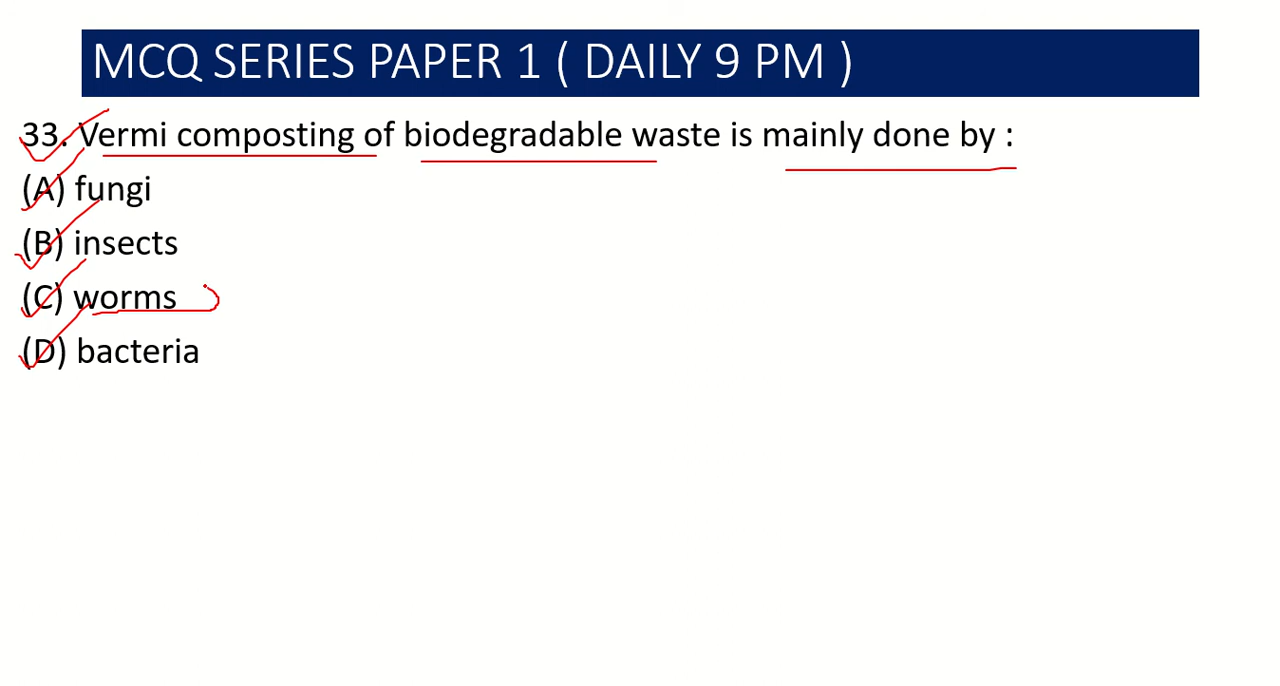 MCQ SERIES PAPER 1 ( DAILY 9 PM )
33. Vermi composting of biodegradable waste is mainly done by :
(A) fungi
(B) insects
(C) worms
(D) bacteria